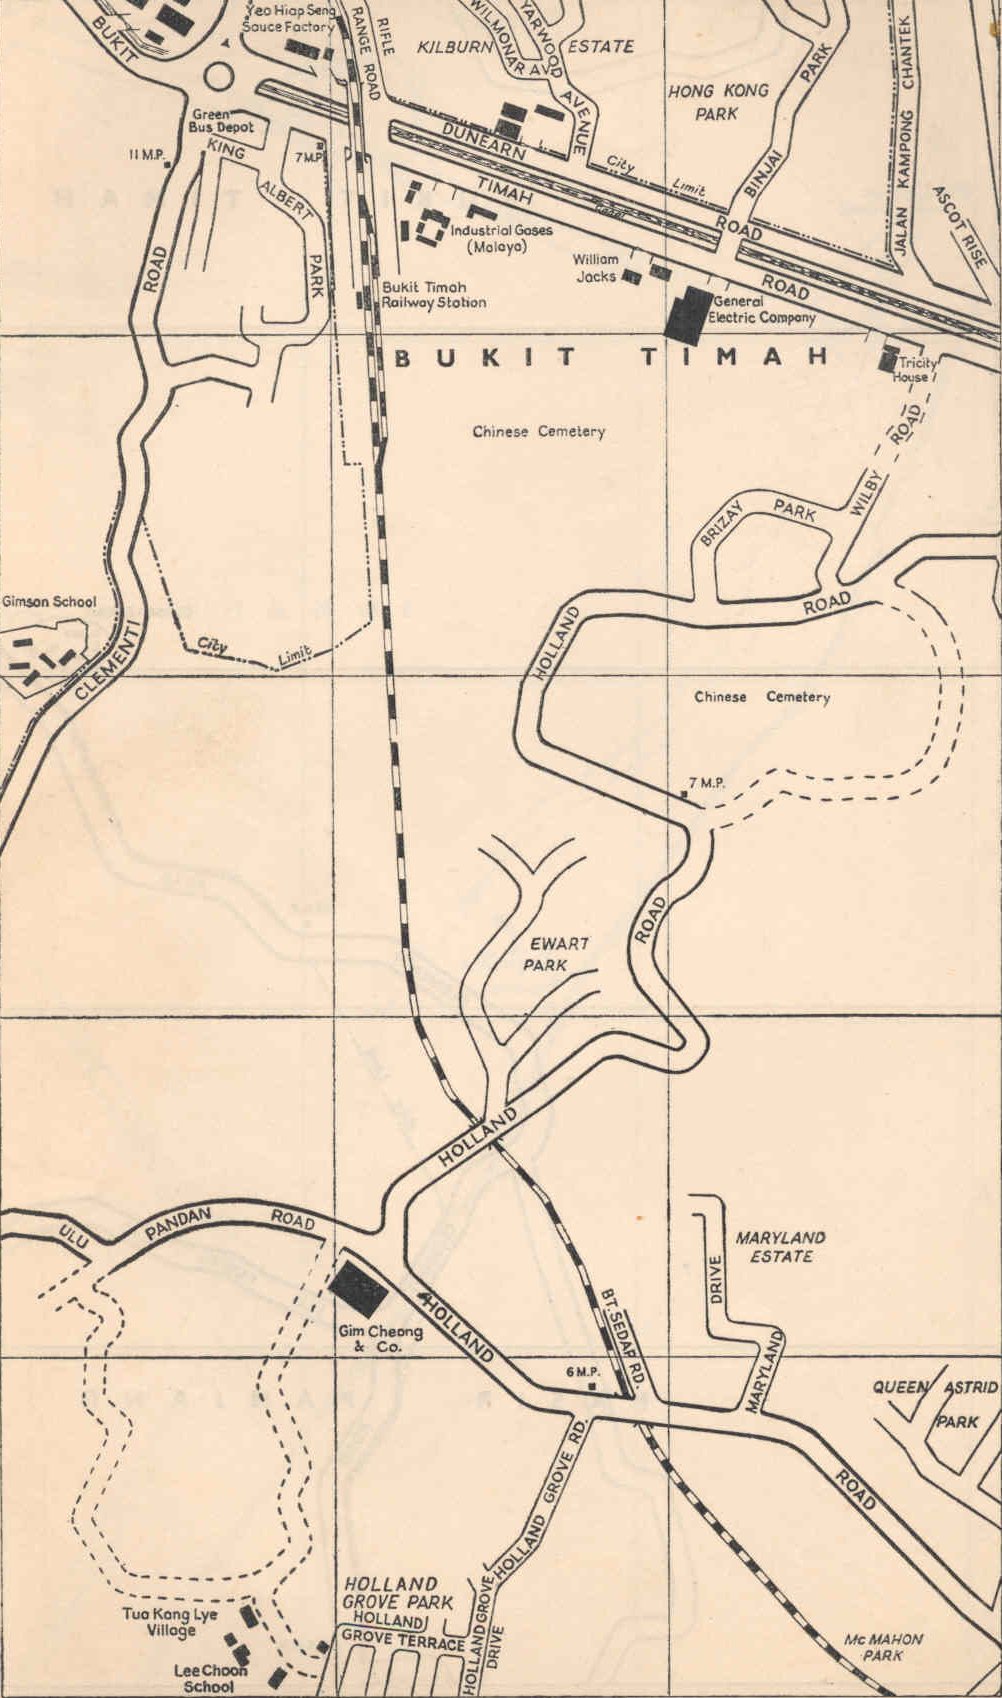 BUKIT
Yeo Hiap Seng
Sauce Factory
RIFLE
RANGE ROAD
KILBURN ESTATE
WILMONAR AV.
YARWOOD
AVENUE
HONG KONG
PARK
BINJAI
PARK
JALAN KAMPONG CHANTEK
ASCOT RISE
Green
Bus Depot
11 M.P.
KING
ALBERT
PARK
7 M.P.
DUNEARN
ROAD
City Limit
TIMAH
ROAD
Canal
Industrial Gases
(Malaya)
William
Jacks
General
Electric Company
Bukit Timah
Railway Station
ROAD
BUKIT TIMAH
Tricity
House
Chinese Cemetery
WILBY
ROAD
BRIZAY
PARK
Gimson School
CLEMENTI
City Limit
HOLLAND
ROAD
Chinese Cemetery
7 M.P.
EWART
PARK
ROAD
HOLLAND
ULU
PANDAN
ROAD
MARYLAND
ESTATE
DRIVE
MARYLAND
BT. SEDAP RD.
Gim Cheong
& Co.
HOLLAND
6 M.P.
QUEEN ASTRID
PARK
ROAD
HOLLAND GROVE RD.
HOLLAND
GROVE PARK
HOLLAND
GROVE TERRACE
HOLLAND GROVE
DRIVE
Tua Kang Lye
Village
Lee Choon
School
Mc MAHON
PARK